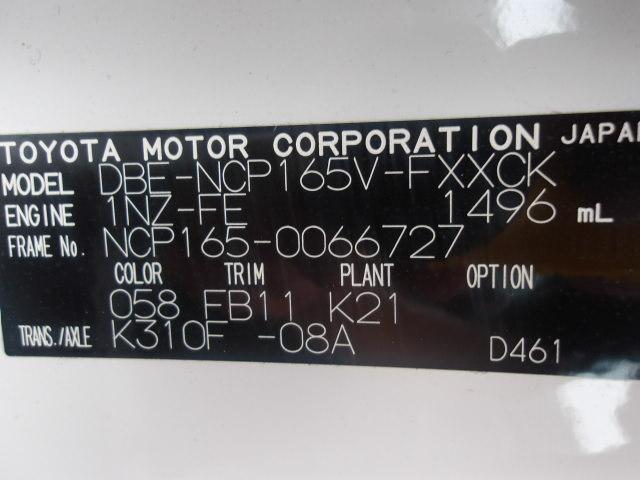 TOYOTA MOTOR CORPORATION JAPAN
MODEL DBE-NCP165V-FXXCK
ENGINE 1NZ-FE 1496 mL
FRAME No. NCP165-0066727
COLOR TRIM PLANT OPTION
058 FB11 K21
TRANS./AXLE K310F -08A D461